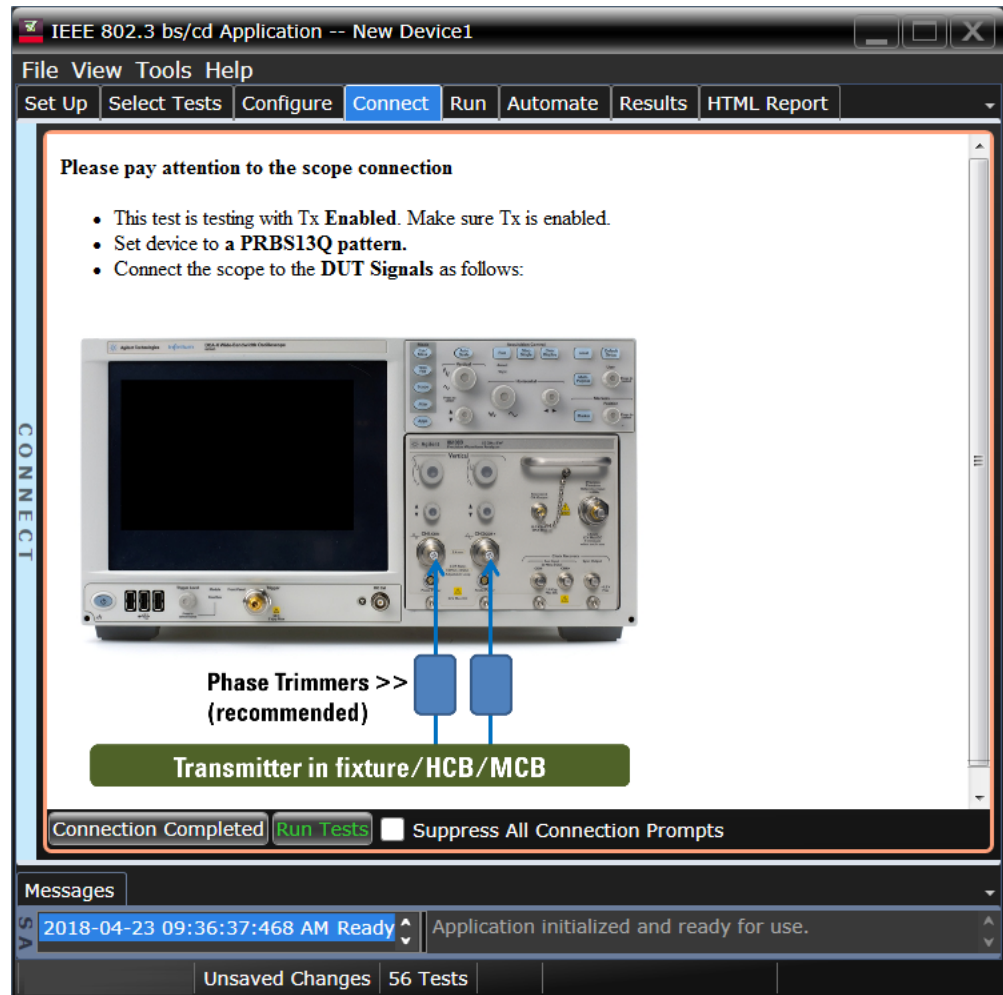 IEEE 802.3 bs/cd Application -- New Device1
File View Tools Help
Set Up Select Tests Configure Connect Run Automate Results HTML Report
CONNECT
Please pay attention to the scope connection
This test is testing with Tx Enabled. Make sure Tx is enabled.
Set device to a PRBS13Q pattern.
Connect the scope to the DUT Signals as follows:
Agilent Technologies
Vertical
Phase Trimmers >>
(recommended)
Transmitter in fixture/HCB/MCB
Connection Completed Run Tests Suppress All Connection Prompts
Messages
SA
2018-04-23 09:36:37:468 AM Ready Application initialized and ready for use.
Unsaved Changes 56 Tests